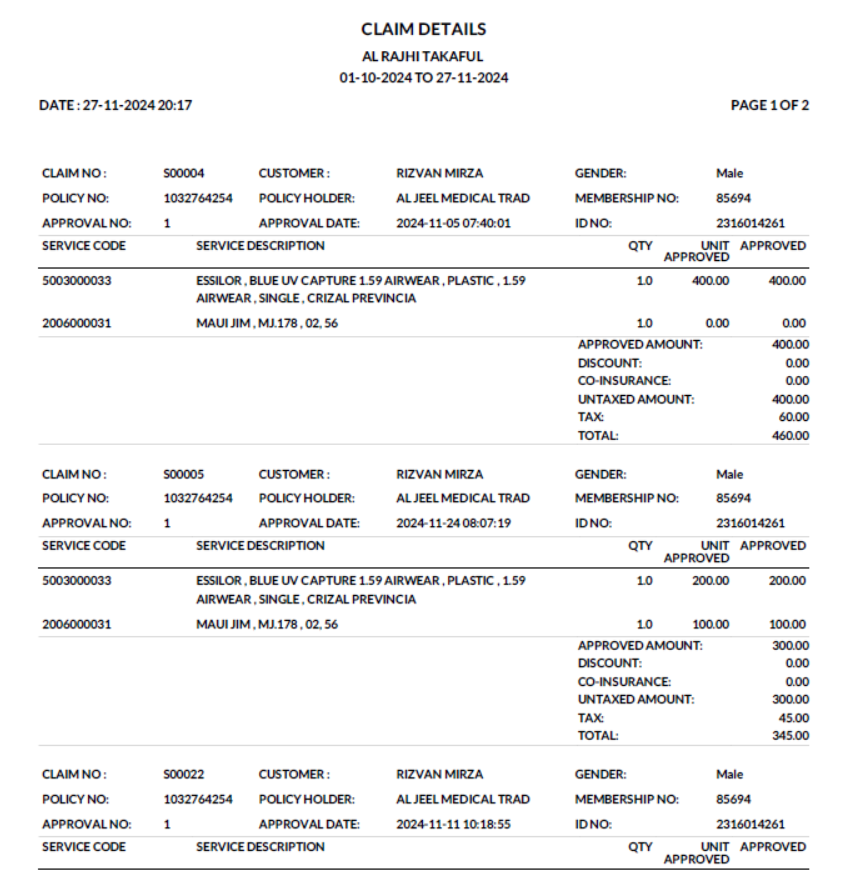 CLAIM DETAILS
AL RAJHI TAKAFUL
01-10-2024 TO 27-11-2024
DATE : 27-11-2024 20:17 PAGE 1 OF 2
CLAIM NO : S00004 CUSTOMER : RIZVAN MIRZA GENDER: Male
POLICY NO: 1032764254 POLICY HOLDER: AL JEEL MEDICAL TRAD MEMBERSHIP NO: 85694
APPROVAL NO: 1 APPROVAL DATE: 2024-11-05 07:40:01 ID NO: 2316014261
SERVICE CODE SERVICE DESCRIPTION QTY UNIT APPROVED
APPROVED
5003000033 ESSILOR , BLUE UV CAPTURE 1.59 AIRWEAR , PLASTIC , 1.59 1.0 400.00 400.00
AIRWEAR , SINGLE , CRIZAL PREVINCIA
2006000031 MAUI JIM , MJ.178 , 02, 56 1.0 0.00 0.00
APPROVED AMOUNT: 400.00
DISCOUNT: 0.00
CO-INSURANCE: 0.00
UNTAXED AMOUNT: 400.00
TAX: 60.00
TOTAL: 460.00
CLAIM NO : S00005 CUSTOMER : RIZVAN MIRZA GENDER: Male
POLICY NO: 1032764254 POLICY HOLDER: AL JEEL MEDICAL TRAD MEMBERSHIP NO: 85694
APPROVAL NO: 1 APPROVAL DATE: 2024-11-24 08:07:19 ID NO: 2316014261
SERVICE CODE SERVICE DESCRIPTION QTY UNIT APPROVED
APPROVED
5003000033 ESSILOR , BLUE UV CAPTURE 1.59 AIRWEAR , PLASTIC , 1.59 1.0 200.00 200.00
AIRWEAR , SINGLE , CRIZAL PREVINCIA
2006000031 MAUI JIM , MJ.178 , 02, 56 1.0 100.00 100.00
APPROVED AMOUNT: 300.00
DISCOUNT: 0.00
CO-INSURANCE: 0.00
UNTAXED AMOUNT: 300.00
TAX: 45.00
TOTAL: 345.00
CLAIM NO : S00022 CUSTOMER : RIZVAN MIRZA GENDER: Male
POLICY NO: 1032764254 POLICY HOLDER: AL JEEL MEDICAL TRAD MEMBERSHIP NO: 85694
APPROVAL NO: 1 APPROVAL DATE: 2024-11-11 10:18:55 ID NO: 2316014261
SERVICE CODE SERVICE DESCRIPTION QTY UNIT APPROVED
APPROVED